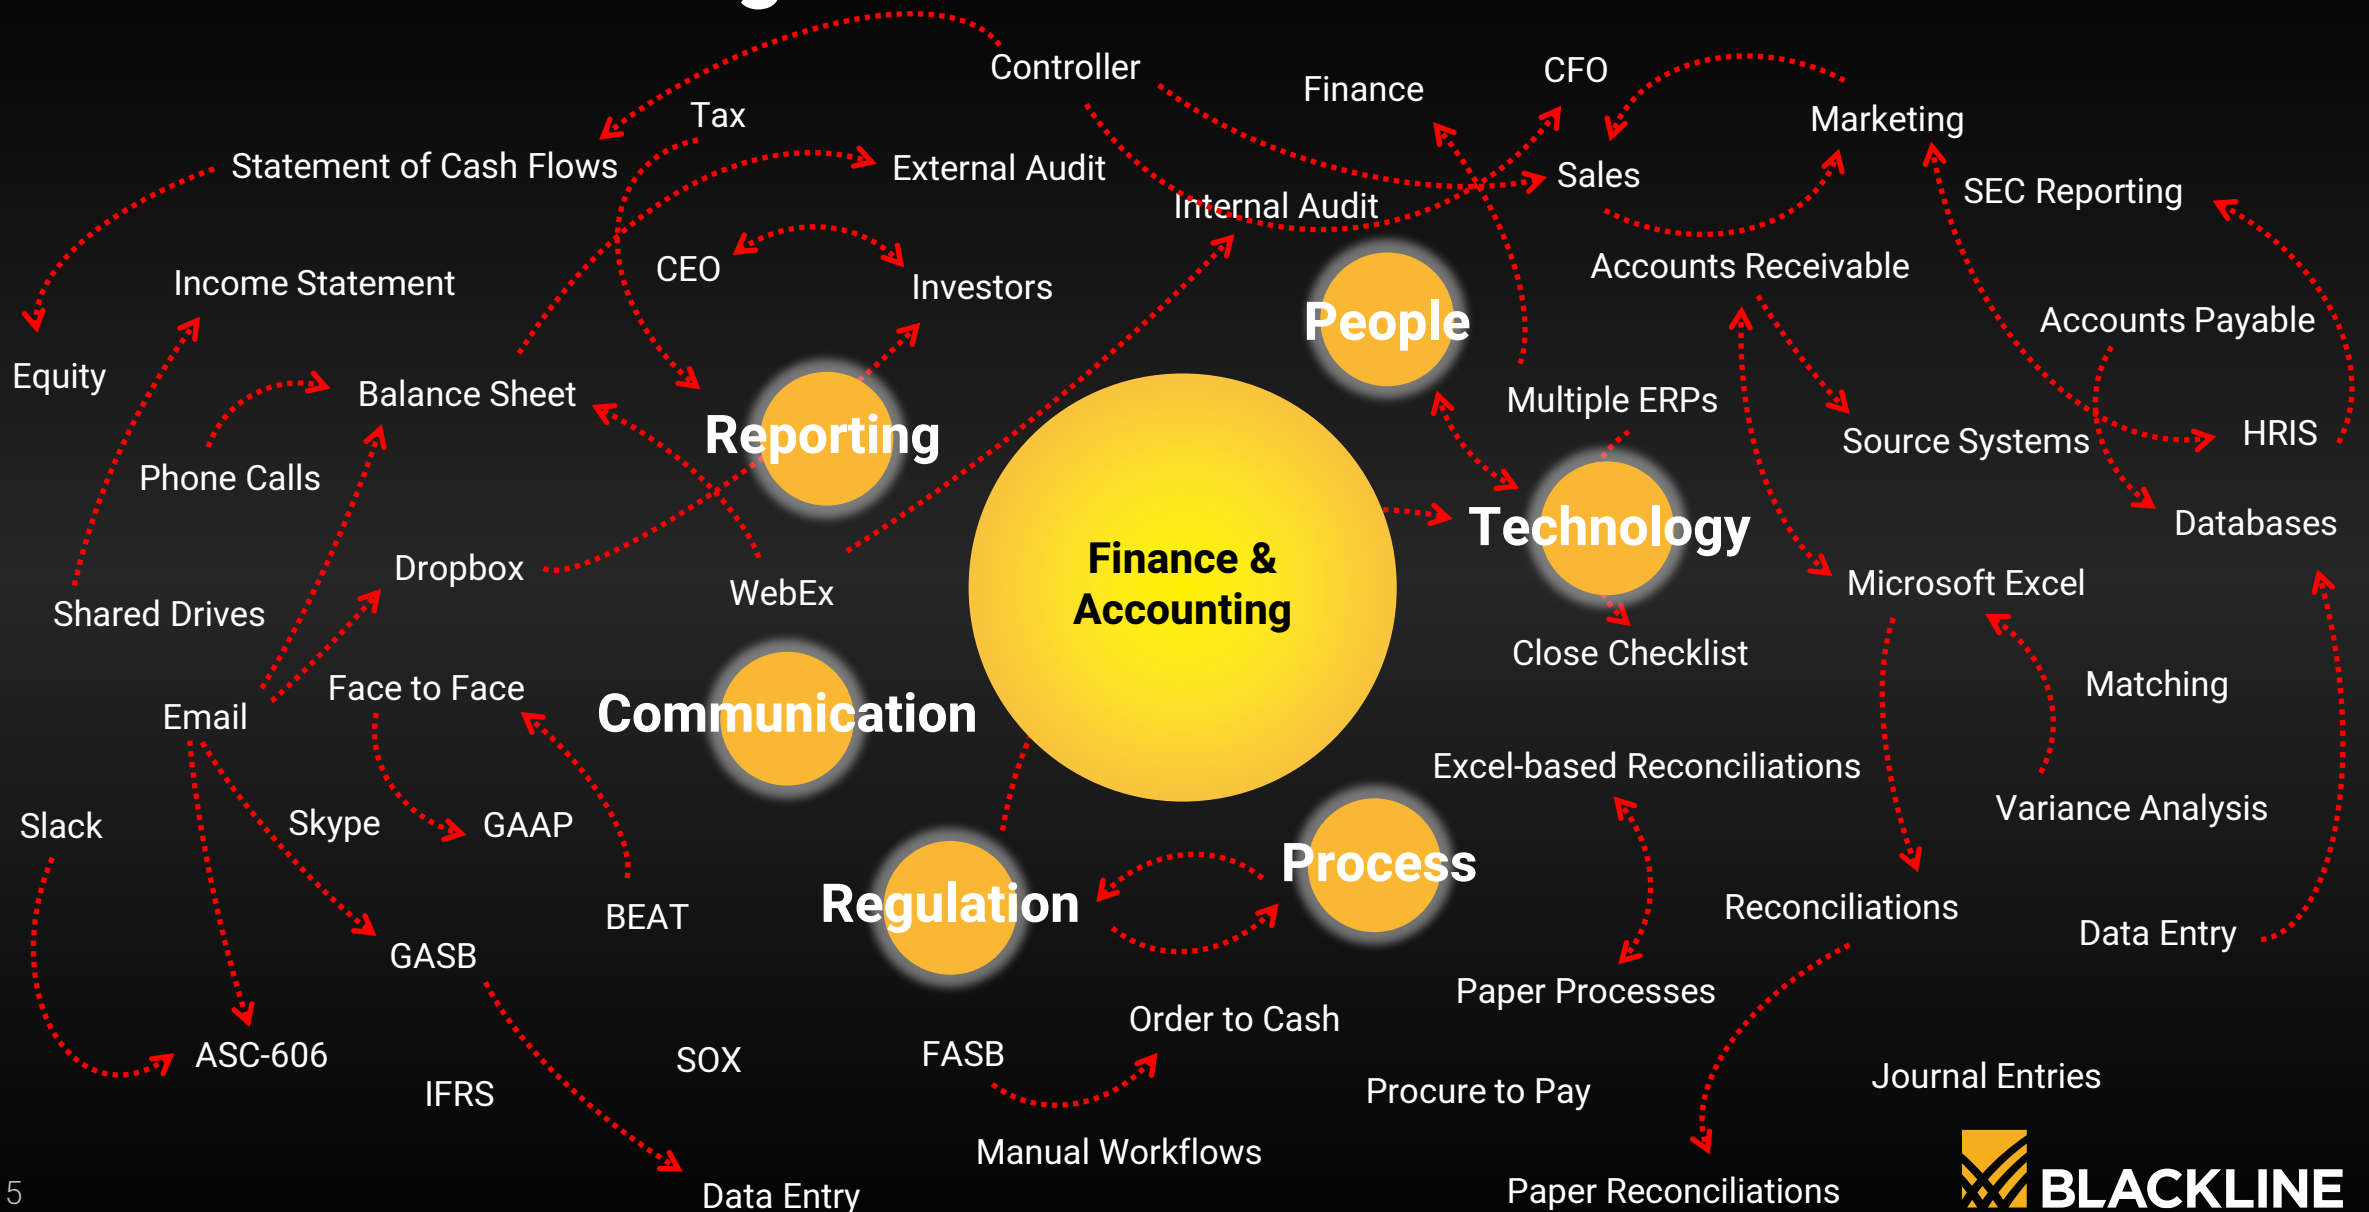 Controller
Finance
CFO
Tax
Marketing
Statement of Cash Flows
External Audit
Sales
SEC Reporting
Internal Audit
CEO
Accounts Receivable
Income Statement
Investors
People
Accounts Payable
Equity
Balance Sheet
Multiple ERPs
Reporting
Source Systems
HRIS
Phone Calls
Technology
Databases
Finance &
Accounting
Dropbox
WebEx
Microsoft Excel
Shared Drives
Close Checklist
Face to Face
Matching
Email
Communication
Excel-based Reconciliations
Slack
Skype
GAAP
Variance Analysis
Process
Regulation
BEAT
Reconciliations
Data Entry
GASB
Paper Processes
Order to Cash
ASC-606
SOX
FASB
IFRS
Procure to Pay
Journal Entries
Manual Workflows
Paper Reconciliations
Data Entry
5
BLACKLINE